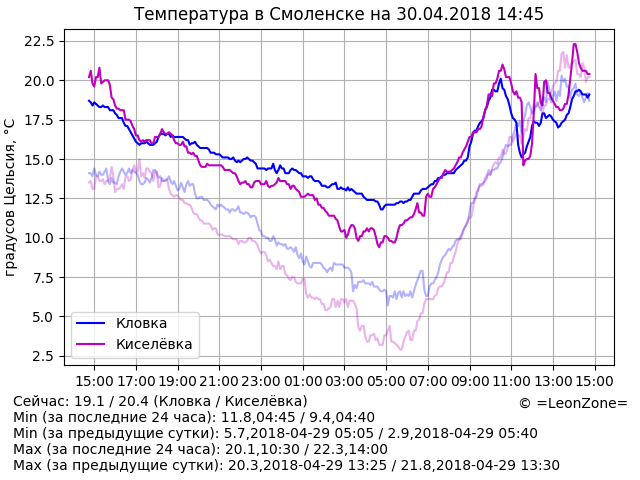 Температура в Смоленске на 30.04.2018 14:45
градусов Цельсия, °C
22.5
20.0
17.5
15.0
12.5
10.0
7.5
5.0
2.5
Кловка
Киселёвка
15:00 17:00 19:00 21:00 23:00 01:00 03:00 05:00 07:00 09:00 11:00 13:00 15:00
Сейчас: 19.1 / 20.4 (Кловка / Киселёвка)
© =LeonZone=
Min (за последние 24 часа): 11.8,04:45 / 9.4,04:40
Min (за предыдущие сутки): 5.7,2018-04-29 05:05 / 2.9,2018-04-29 05:40
Max (за последние 24 часа): 20.1,10:30 / 22.3,14:00
Max (за предыдущие сутки): 20.3,2018-04-29 13:25 / 21.8,2018-04-29 13:30